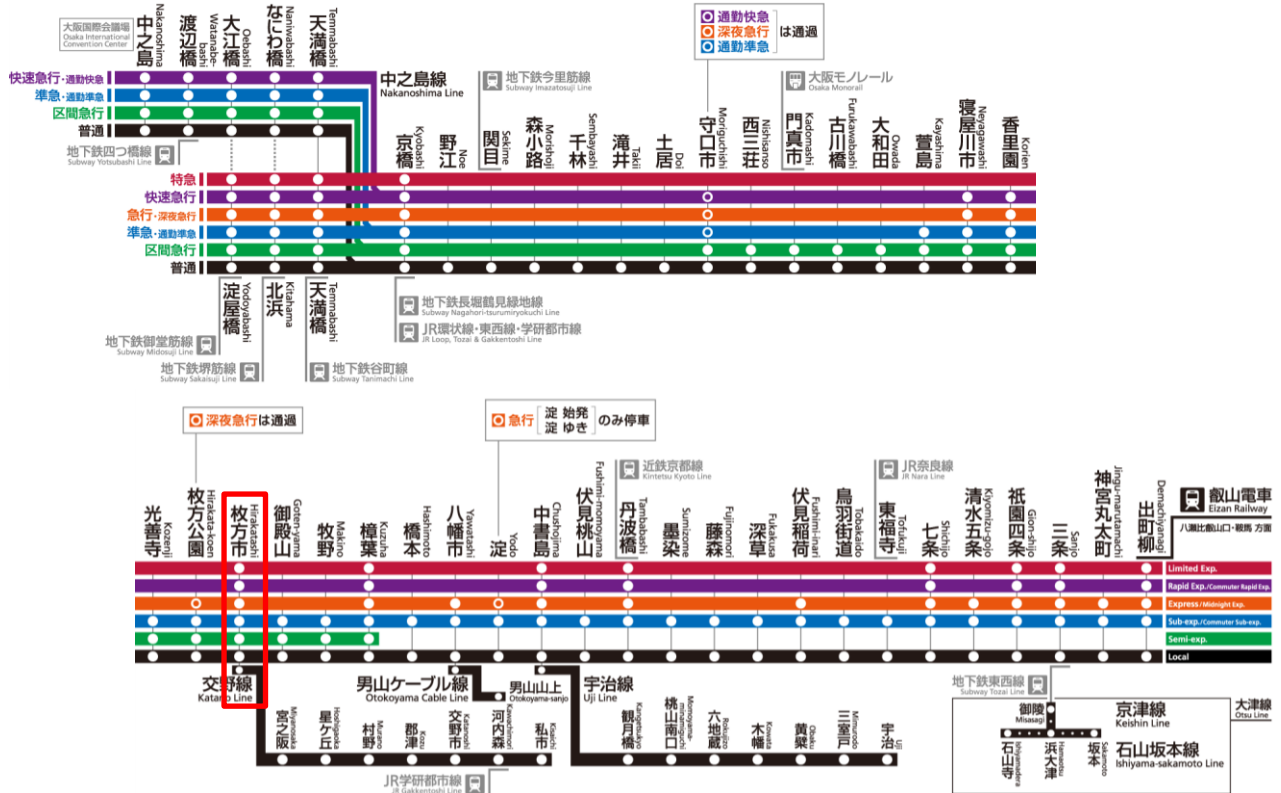 大阪国際会議場
Osaka International
Convention Center
中之島
Nakanoshima
渡辺橋
Watanabe-
bashi
大江橋
Oebashi
なにわ橋
Naniwabashi
天満橋
Temmabashi
通勤快急
深夜急行
通勤準急
は通過
快速急行・通勤快急
準急・通勤準急
区間急行
普通
中之島線
Nakanoshima Line
地下鉄四つ橋線
Subway Yotsubashi Line
地下鉄今里筋線
Subway Imazatosuji Line
大阪モノレール
Osaka Monorail
京橋
Kyobashi
野江
Noe
関目
Sekime
森小路
Morishoji
千林
Sembayashi
滝井
Takii
土居
Doi
守口市
Moriguchishi
西川荘
Nishisanso
門真市
Kadomashi
古川橋
Furukawabashi
大和田
Owada
萱島
Kayashima
寝屋川市
Neyagawashi
香里園
Korien
特急
快速急行
急行・深夜急行
準急・通勤準急
区間急行
普通
淀屋橋
Yodoyabashi
北浜
Kitahama
天満橋
Temmabashi
地下鉄長堀鶴見緑地線
Subway Nagahori-tsurumiryokuchi Line
JR環状線・東西線・学研都市線
JR Loop, Tozai & Gakkentoshi Line
地下鉄御堂筋線
Subway Midosuji Line
地下鉄堺筋線
Subway Sakaisuji Line
地下鉄谷町線
Subway Tanimachi Line
深夜急行は通過
急行
淀 始発
淀 ゆき
のみ停車
近鉄京都線
Kintetsu Kyoto Line
JR奈良線
JR Nara Line
叡山電車
Eizan Railway
八瀬比叡山口・鞍馬 方面
光善寺
Kozenji
枚方公園
Hirakata-koen
枚方市
Hirakatashi
御殿山
Goten-yama
牧野
Makino
樟葉
Kuzuha
橋本
Hashimoto
八幡市
Yawatashi
淀
Yodo
中書島
Chushojima
伏見桃山
Fushimi-momoyama
丹波橋
Tambabashi
墨染
Sumizome
藤森
Fujinomori
深草
Fukakusa
伏見稲荷
Fushimi-inari
鳥羽街道
Tobakaido
東福寺
Tofukuji
七条
Shichijo
清水五条
Kiyomizu-gojo
祇園四条
Gion-shijo
三条
Sanjo
神宮丸太町
Jingu-marutamachi
出町柳
Demachiyanagi
Limited Exp.
Rapid Exp./Commuter Rapid Exp.
Express/Midnight Exp.
Sub-exp./Commuter Sub-exp.
Semi-exp.
Local
交野線
Katano Line
男山ケーブル線
Otokoyama Cable Line
男山山上
Otokoyama-sanjo
宇治線
Uji Line
宮之阪
Miyanosaka
星ケ丘
Hoshigaoka
村野
Murano
郡津
Kozu
交野市
Katanoshi
河内森
Kawachimori
私市
Kisaichi
観月橋
Kangetsukyo
桃山南口
Momoyama-
minamiguchi
六地蔵
Rokujizo
木幡
Kowata
黄檗
Obaku
三室戸
Mimurodo
宇治
Uji
JR学研都市線
JR Gakkentoshi Line
地下鉄東西線
Subway Tozai Line
御陵
Misasagi
京津線
Keishin Line
大津線
Otsu Line
石山寺
Ishiyamadera
浜大津
Hamaotsu
坂本
Sakamoto
石山坂本線
Ishiyama-sakamoto Line